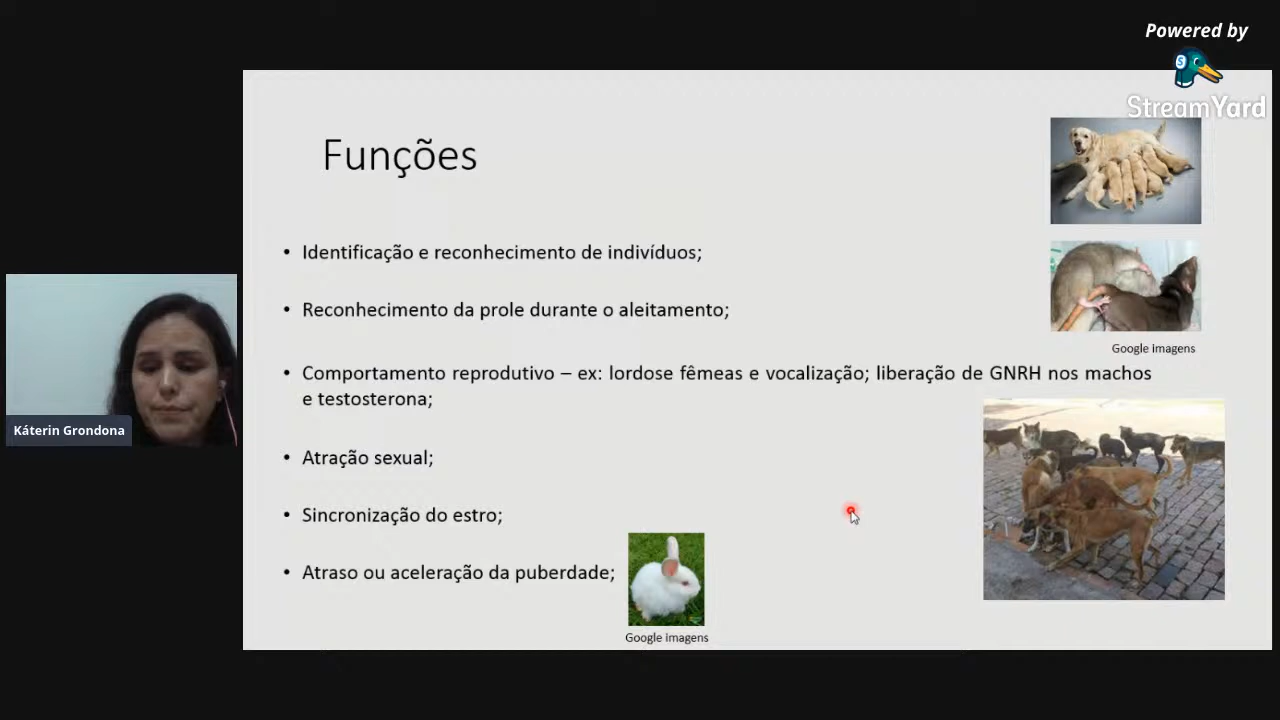 Powered by
StreamYard
Funções
• Identificação e reconhecimento de indivíduos;
• Reconhecimento da prole durante o aleitamento;
Google imagens
• Comportamento reprodutivo – ex: lordose fêmeas e vocalização; liberação de GNRH nos machos
e testosterona;
Káterin Grondona
• Atração sexual;
• Sincronização do estro;
• Atraso ou aceleração da puberdade;
Google imagens